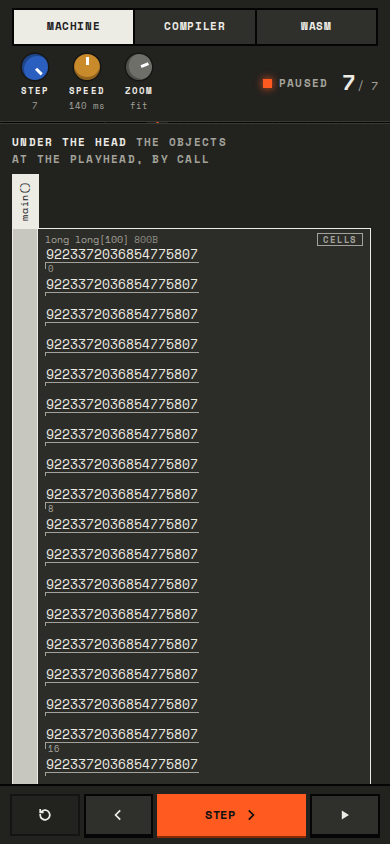 MACHINE
COMPILER
WASM
STEP
7
SPEED
140 ms
ZOOM
fit
PAUSED 7 / 7
UNDER THE HEAD THE OBJECTS
AT THE PLAYHEAD, BY CALL
main()
long long[100] 800B CELLS
9223372036854775807
0
9223372036854775807
9223372036854775807
9223372036854775807
9223372036854775807
9223372036854775807
9223372036854775807
9223372036854775807
9223372036854775807
8
9223372036854775807
9223372036854775807
9223372036854775807
9223372036854775807
9223372036854775807
9223372036854775807
9223372036854775807
9223372036854775807
16
9223372036854775807
STEP